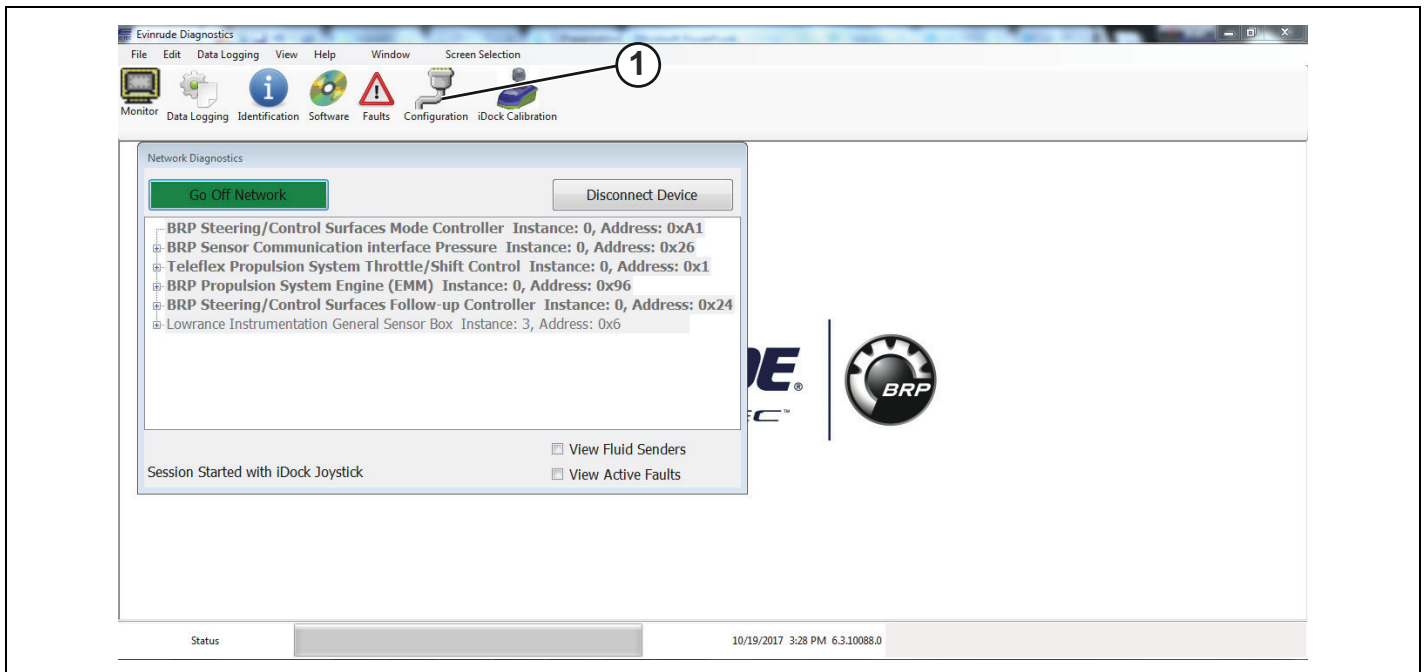 Evinrude Diagnostics
File Edit Data Logging View Help Window Screen Selection
1
Monitor Data Logging Identification Software Faults Configuration iDock Calibration
Network Diagnostics
Go Off Network Disconnect Device
BRP Steering/Control Surfaces Mode Controller Instance: 0, Address: 0xA1
BRP Sensor Communication interface Pressure Instance: 0, Address: 0x26
Teleflex Propulsion System Throttle/Shift Control Instance: 0, Address: 0x1
BRP Propulsion System Engine (EMM) Instance: 0, Address: 0x96
BRP Steering/Control Surfaces Follow-up Controller Instance: 0, Address: 0x24
Lowrance Instrumentation General Sensor Box Instance: 3, Address: 0x6
DE®
BRP
EC™
View Fluid Senders
Session Started with iDock Joystick
View Active Faults
Status 10/19/2017 3:28 PM 6.3.10088.0